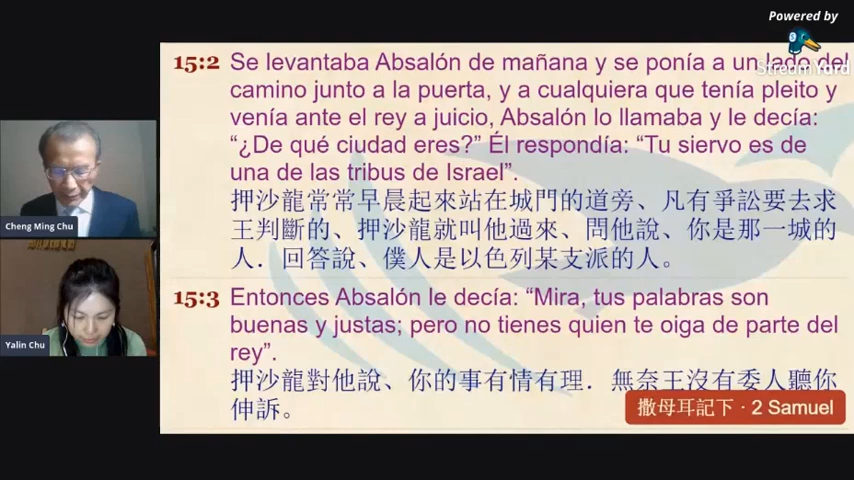 Powered by
StreamYard
15:2 Se levantaba Absalón de mañana y se ponía a un lado del
camino junto a la puerta, y a cualquiera que tenía pleito y
venía ante el rey a juicio, Absalón lo llamaba y le decía:
“¿De qué ciudad eres?” Él respondía: “Tu siervo es de
una de las tribus de Israel”.
押沙龍常常早晨起來站在城門的道旁、凡有爭訟要去求
王判斷的、押沙龍就叫他過來、問他說、你是那一城的
人．回答說、僕人是以色列某支派的人。
15:3 Entonces Absalón le decía: “Mira, tus palabras son
buenas y justas; pero no tienes quien te oiga de parte del
rey”.
押沙龍對他說、你的事有情有理．無奈王沒有委人聽你
伸訴。
撒母耳記下 · 2 Samuel
Cheng Ming Chu
Yalin Chu